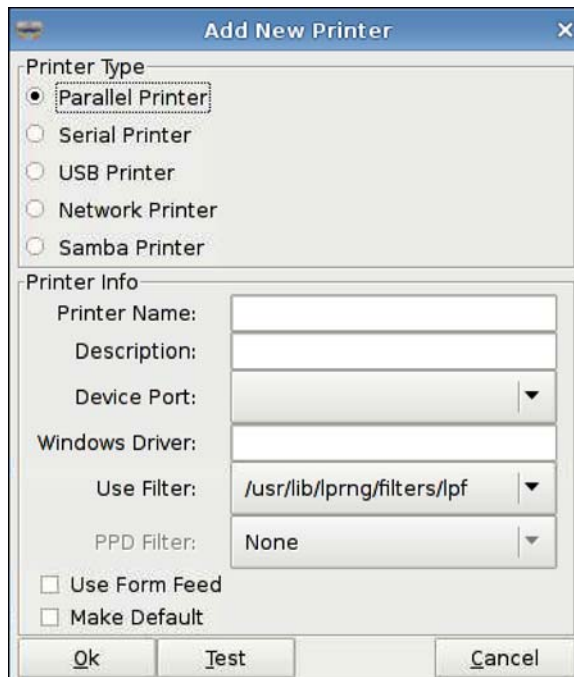 Add New Printer
Printer Type
Parallel Printer
Serial Printer
USB Printer
Network Printer
Samba Printer
Printer Info
Printer Name:
Description:
Device Port:
Windows Driver:
Use Filter: /usr/lib/lprng/filters/lpf
PPD Filter: None
Use Form Feed
Make Default
Ok Test Cancel